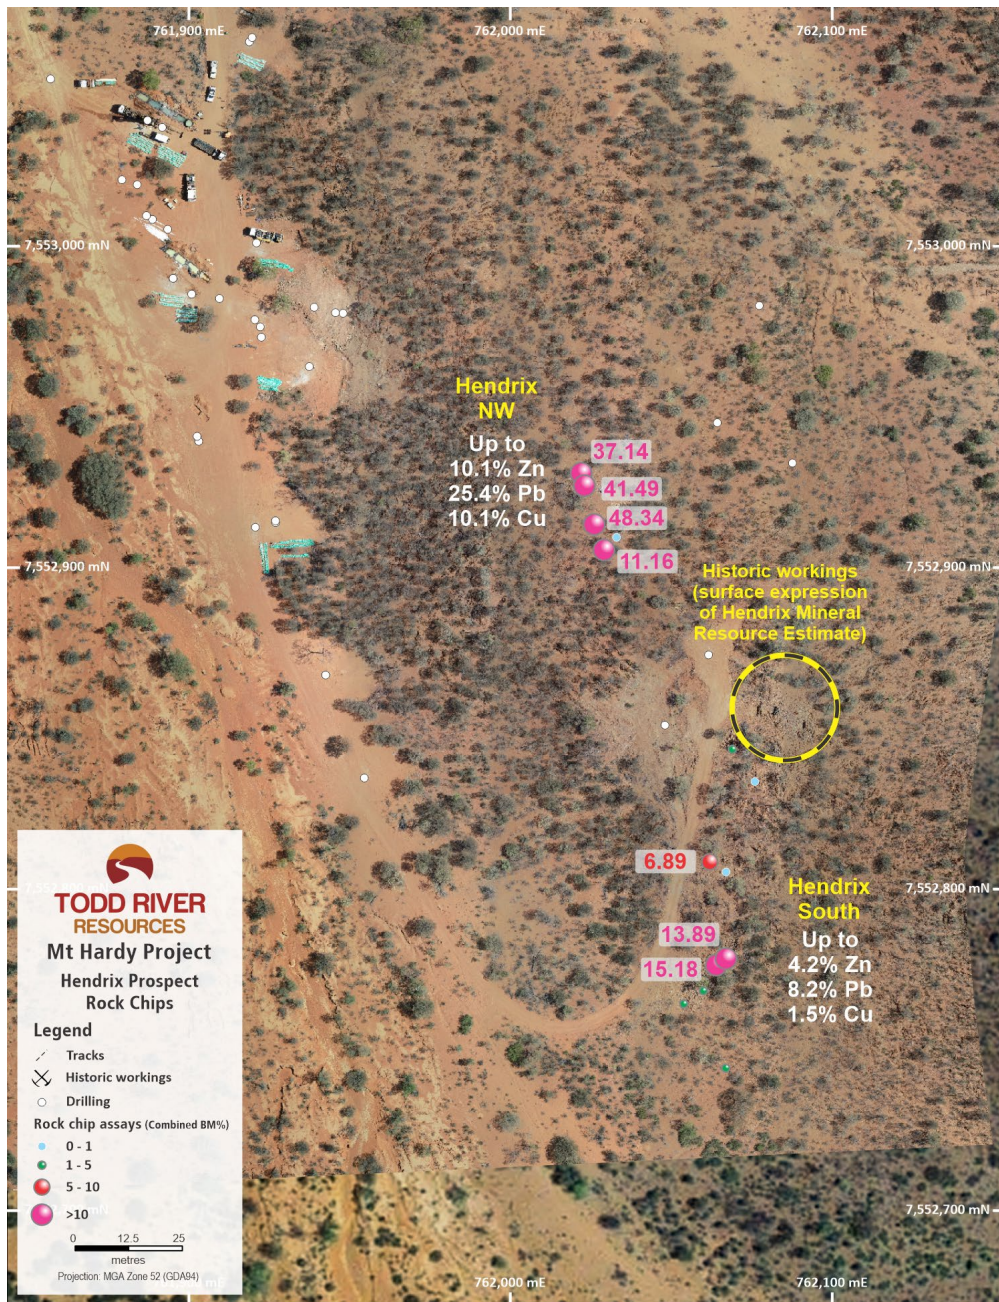 761,900 mE
762,000 mE
762,100 mE
7,553,000 mN
7,553,000 mN
Hendrix
NW
Up to
10.1% Zn
25.4% Pb
10.1% Cu
37.14
41.49
48.34
11.16
7,552,900 mN
7,552,900 mN
Historic workings
(surface expression
of Hendrix Mineral
Resource Estimate)
6.89
7,552,800 mN
Hendrix
South
Up to
4.2% Zn
8.2% Pb
1.5% Cu
13.89
15.18
TODD RIVER
RESOURCES
Mt Hardy Project
Hendrix Prospect
Rock Chips
Legend
Tracks
Historic workings
Drilling
Rock chip assays (Combined BM%)
0 - 1
1 - 5
5 - 10
>10
0 12.5 25
metres
Projection: MGA Zone 52 (GDA94)
7,552,700 mN
762,000 mE
762,100 mE